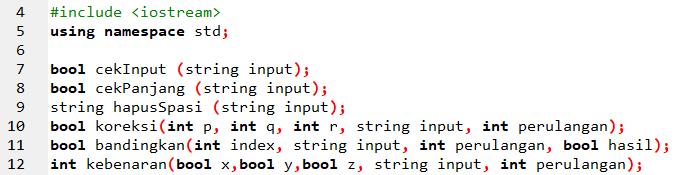 4 #include <iostream>
5 using namespace std;
6
7 bool cekInput (string input);
8 bool cekPanjang (string input);
9 string hapusSpasi (string input);
10 bool koreksi(int p, int q, int r, string input, int perulangan);
11 bool bandingkan(int index, string input, int perulangan, bool hasil);
12 int kebenaran(bool x,bool y,bool z, string input, int perulangan);